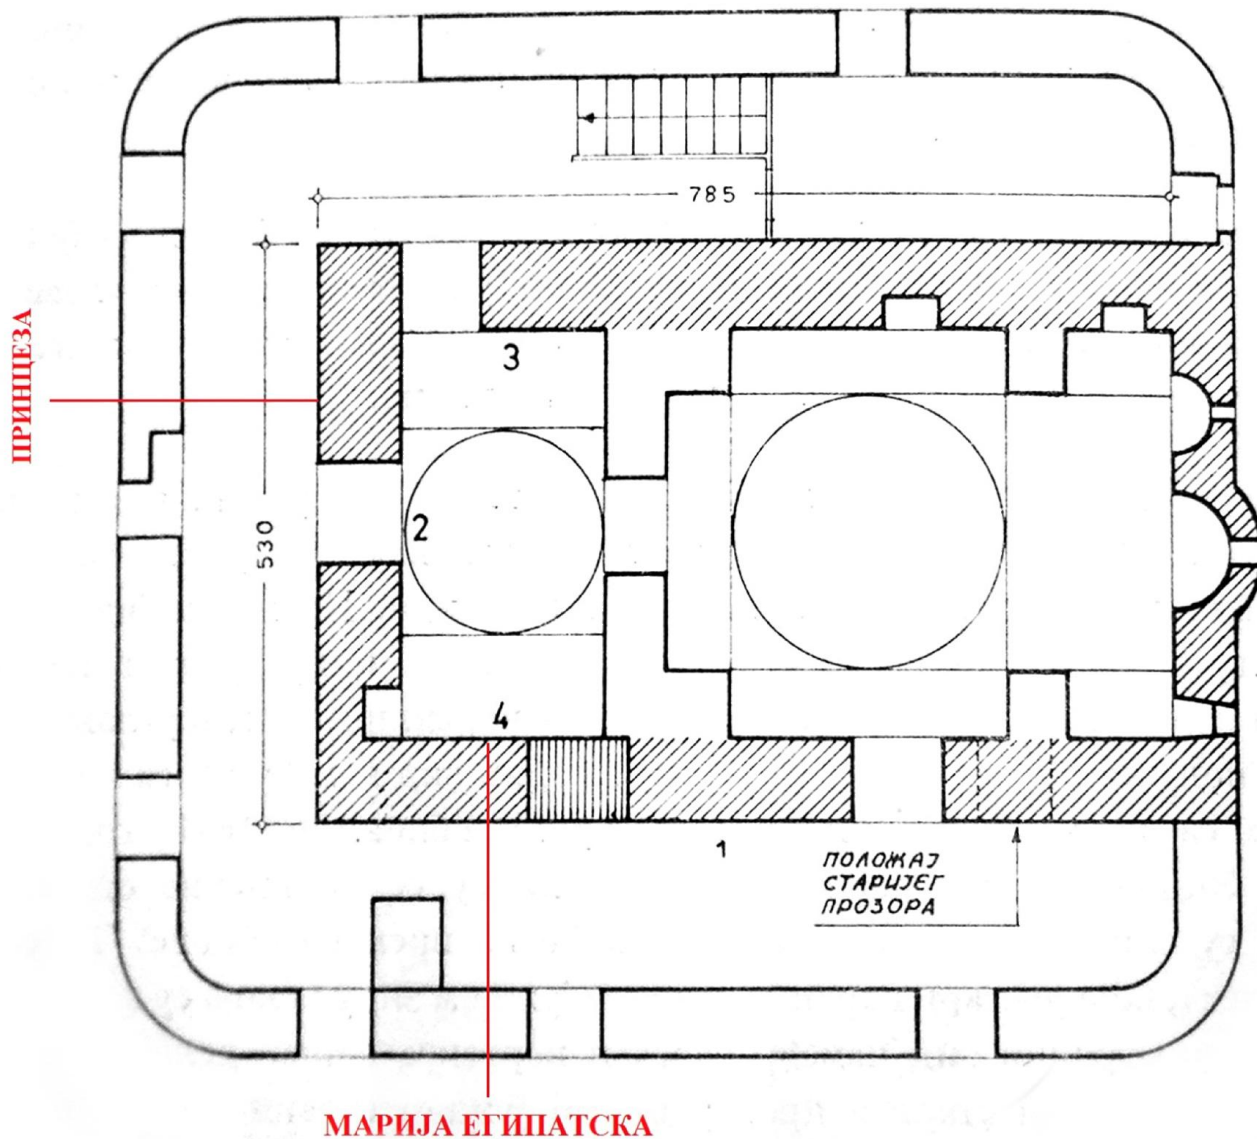 785
ПРИНЦЕЗА
3
530
2
4
1
ПОЛОЖАЈ
СТАРИЈЕГ
ПРОЗОРА
МАРИЈА ЕГИПАТСКА